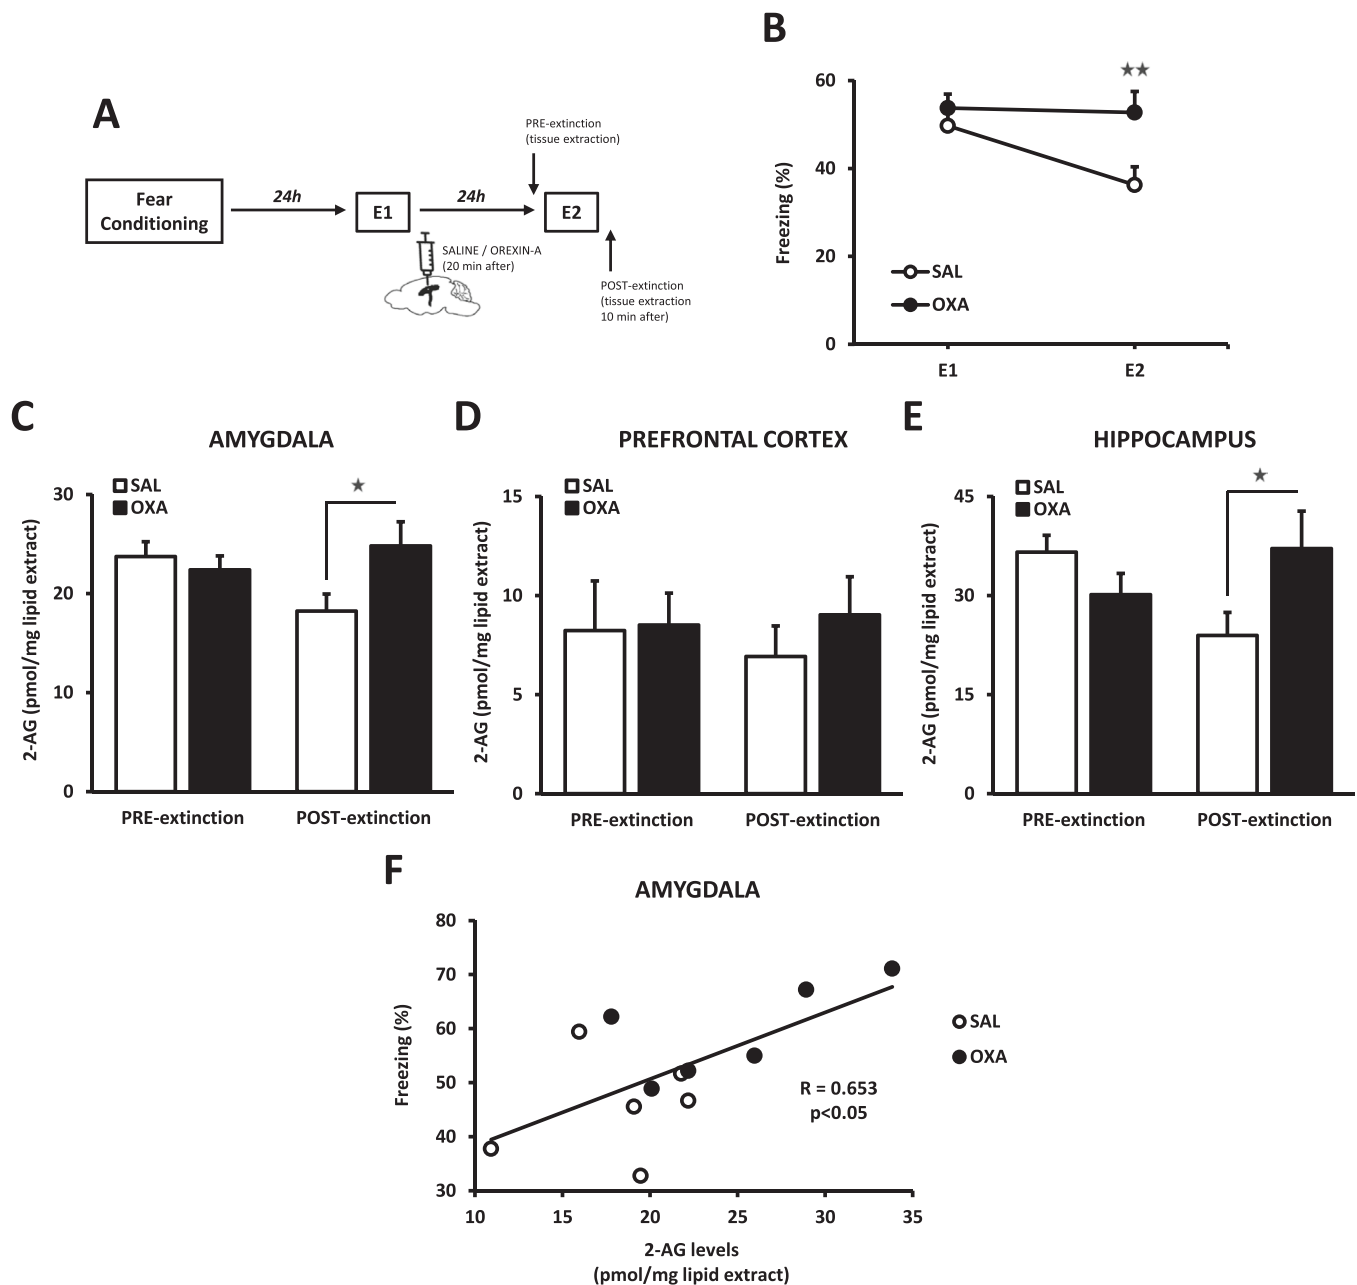 A
Fear
Conditioning
24h
E1
24h
E2
PRE-extinction
(tissue extraction)
SALINE / OREXIN-A
(20 min after)
POST-extinction
(tissue extraction
10 min after)
B
Freezing (%)
60
40
20
0
★★
SAL
OXA
E1
E2
C
AMYGDALA
2-AG (pmol/mg lipid extract)
30
20
10
0
SAL
OXA
★
PRE-extinction
POST-extinction
D
PREFRONTAL CORTEX
2-AG (pmol/mg lipid extract)
15
10
5
0
SAL
OXA
PRE-extinction
POST-extinction
E
HIPPOCAMPUS
2-AG (pmol/mg lipid extract)
45
30
15
0
SAL
OXA
★
PRE-extinction
POST-extinction
F
AMYGDALA
Freezing (%)
80
70
60
50
40
30
10
15
20
25
30
35
R = 0.653
p<0.05
SAL
OXA
2-AG levels
(pmol/mg lipid extract)